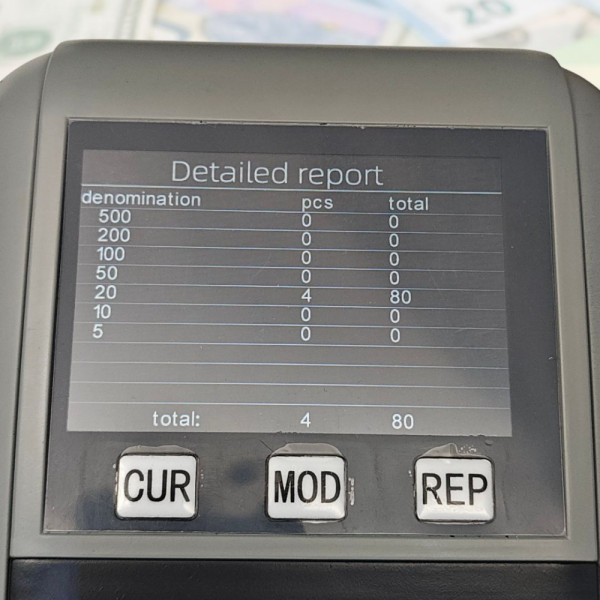 20
Detailed report
denomination pcs total
500 0 0
200 0 0
100 0 0
50 0 0
20 4 80
10 0 0
5 0 0
total: 4 80
CUR MOD REP